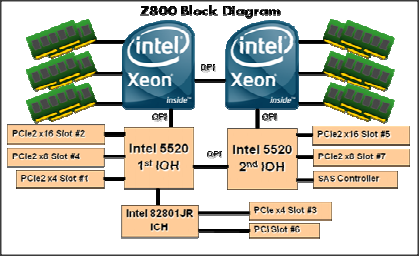 Z800 Block Diagram
intel
Xeon
inside™
intel
Xeon
inside™
QPI
QPI
QPI
PCIe2 x16 Slot #2
PCIe2 x8 Slot #4
PCIe2 x4 Slot #1
Intel 5520
1st IOH
QPI
Intel 5520
2nd IOH
PCIe2 x16 Slot #5
PCIe2 x8 Slot #7
SAS Controller
Intel 82801JR
ICH
PCIe x4 Slot #3
PCI Slot #6